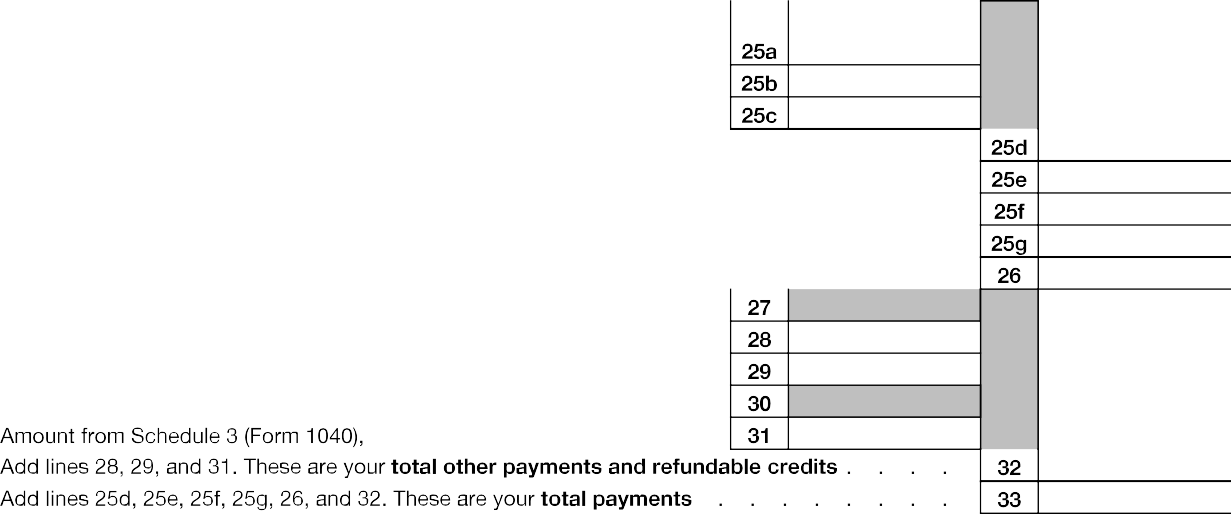 25a
25b
25c
25d
25e
25f
25g
26
27
28
29
30
31
Amount from Schedule 3 (Form 1040),
Add lines 28, 29, and 31. These are your total other payments and refundable credits . . . . 32
Add lines 25d, 25e, 25f, 25g, 26, and 32. These are your total payments . . . . . . . . 33